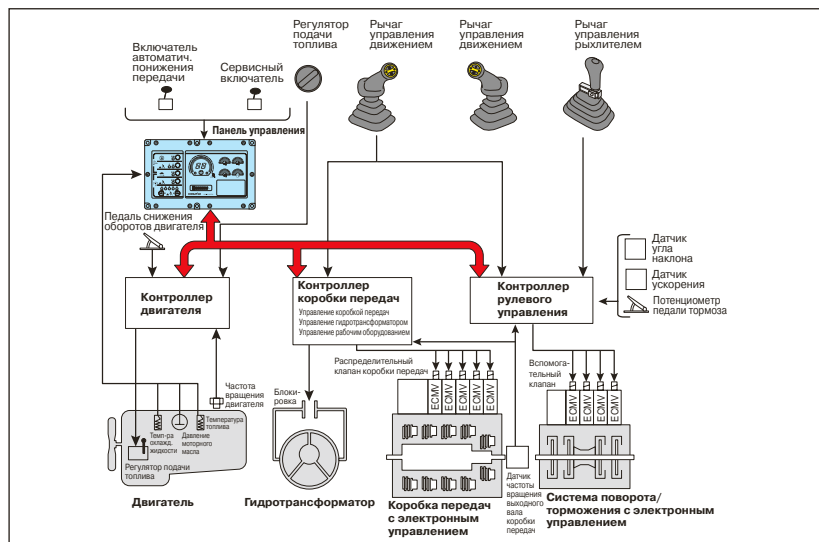 Включатель
автоматич.
понижения
передачи
Сервисный
включатель
Регулятор
подачи
топлива
Рычаг
управления
движением
Рычаг
управления
движением
Рычаг
управления
рыхлителем
Панель управления
Педаль снижения
оборотов двигателя
Датчик
угла
наклона
Датчик
ускорения
Потенциометр
педали тормоза
Контроллер
двигателя
Контроллер
коробки передач
Управление коробкой передач
Управление гидротрансформатором
Управление рабочим оборудованием
Контроллер
рулевого
управления
Распределительный
клапан коробки передач
Вспомога-
тельный
клапан
Частота
вращения
двигателя
Блоки-
ровка
ECMV
ECMV
ECMV
ECMV
ECMV
ECMV
ECMV
ECMV
ECMV
Темп-ра
охлажд.
жидкости
Давление
моторного
масла
Температура
топлива
Регулятор подачи
топлива
Двигатель
Гидротрансформатор
Коробка передач
с электронным
управлением
Датчик
частоты
вращения
выходного
вала
коробки
передач
Система поворота/
торможения с электронным
управлением